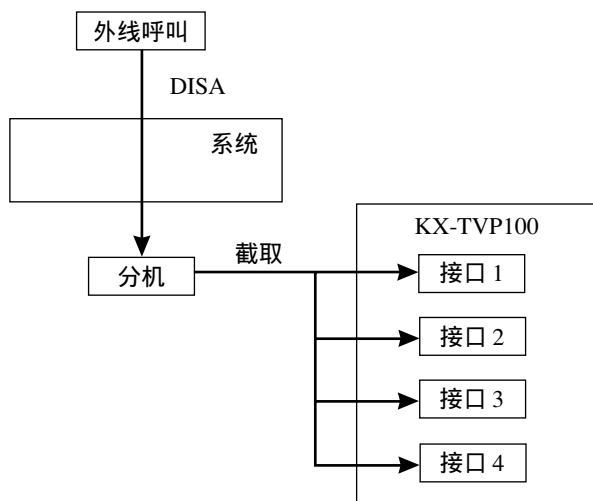 外线呼叫
DISA
系统
KX-TVP100
分机
截取
接口 1
接口 2
接口 3
接口 4